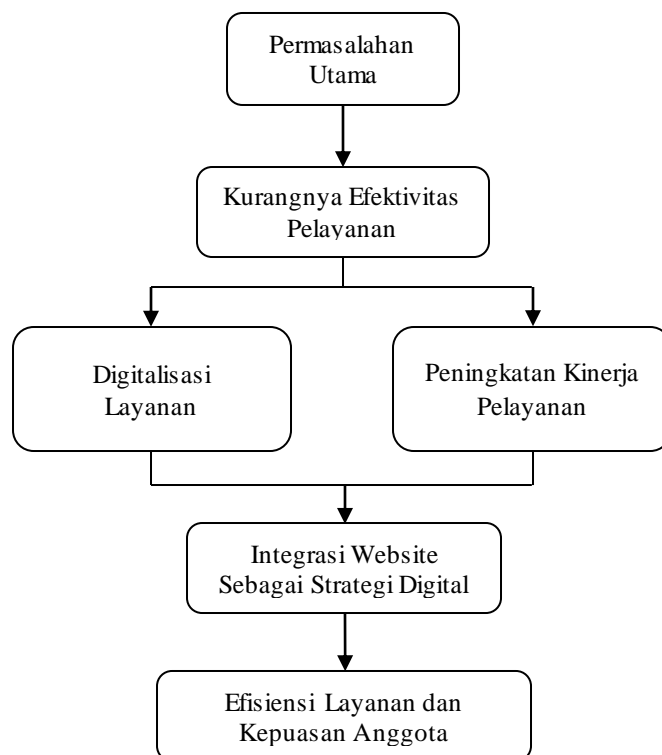 Permasalahan
Utama
Kurangnya Efektivitas
Pelayanan
Digitalisasi
Layanan
Peningkatan Kinerja
Pelayanan
Integrasi Website
Sebagai Strategi Digital
Efisiensi Layanan dan
Kepuasan Anggota